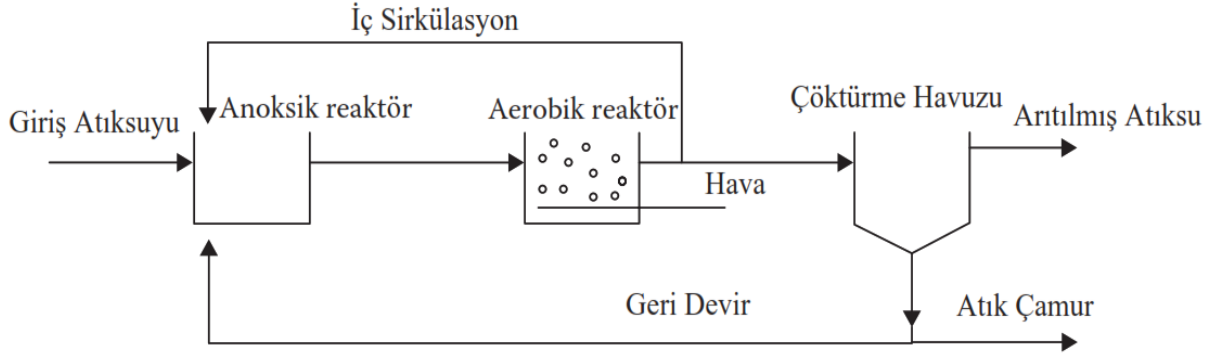 İç Sirkülasyon
Giriş Atıksuyu
Anoksik reaktör
Aerobik reaktör
Çöktürme Havuzu
Arıtılmış Atıksu
Hava
Geri Devir
Atık Çamur